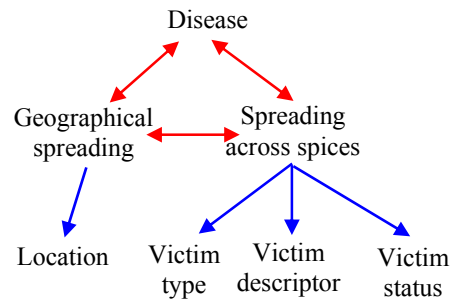 Disease
Geographical
spreading
Spreading
across spices
Location
Victim
type
Victim
descriptor
Victim
status